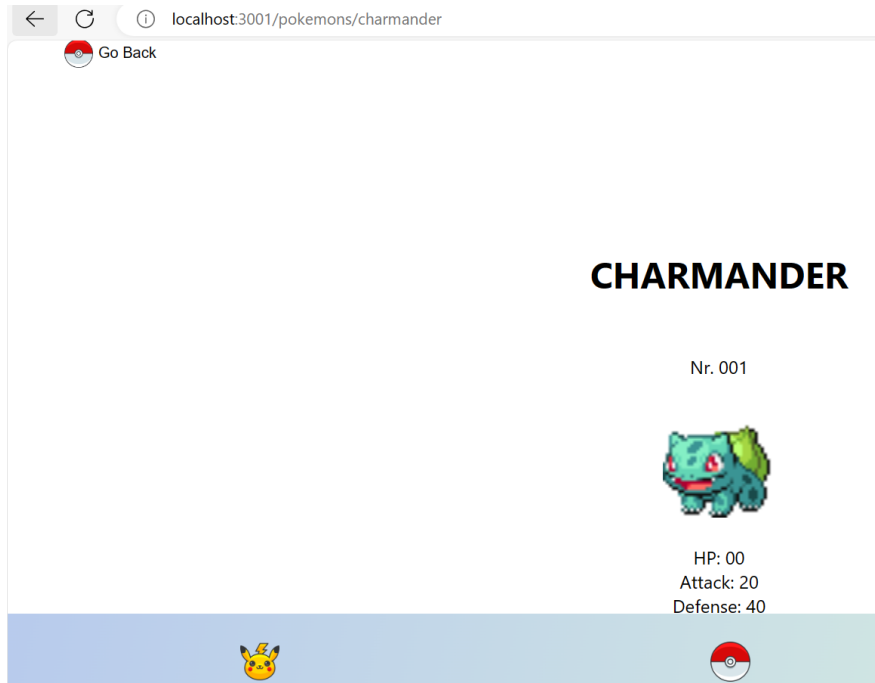 localhost:3001/pokemons/charmander
Go Back
CHARMANDER
Nr. 001
HP: 00
Attack: 20
Defense: 40